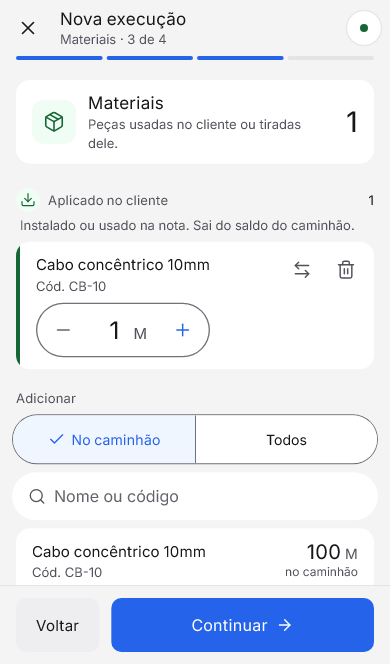 Nova execução
Materiais · 3 de 4
Materiais
Peças usadas no cliente ou tiradas
dele.
1
Aplicado no cliente
1
Instalado ou usado na nota. Sai do saldo do caminhão.
Cabo concêntrico 10mm
Cód. CB-10
1 M
Adicionar
No caminhão
Todos
Nome ou código
Cabo concêntrico 10mm
100 M
Cód. CB-10
no caminhão
Voltar
Continuar